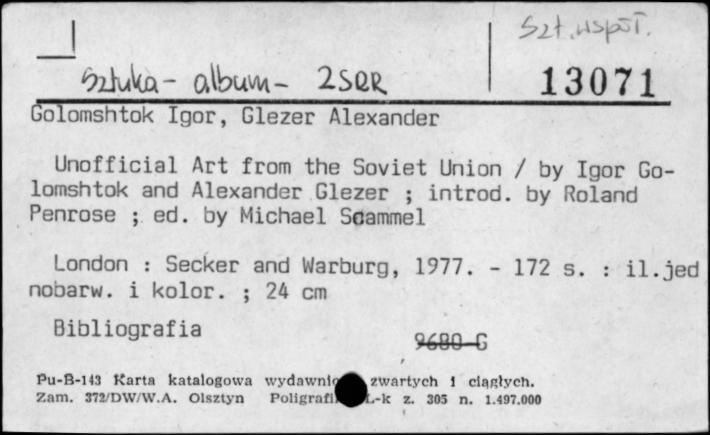 Szt. współ.
Sztuka - album - ZSRR
13071
Golomshtok Igor, Glezer Alexander
Unofficial Art from the Soviet Union / by Igor Go-
lomshtok and Alexander Glezer ; introd. by Roland
Penrose ; ed. by Michael Scammel
London : Secker and Warburg, 1977. - 172 s. : il.jed
nobarw. i kolor. ; 24 cm
Bibliografia
9680 G
Pu-B-143 Karta katalogowa wydawnic zwartych i ciągłych.
Zam. 372/DW/W.A. Olsztyn Poligrafi L-k z. 305 n. 1.497.000